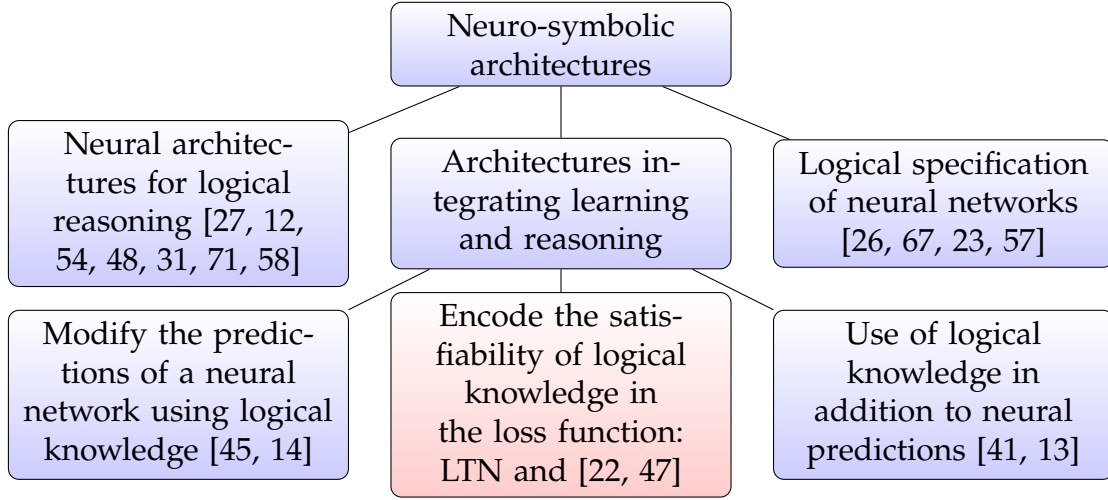 Neuro-symbolic
architectures
Neural architec-
tures for logical
reasoning [27, 12,
54, 48, 31, 71, 58]
Architectures in-
tegrating learning
and reasoning
Logical specification
of neural networks
[26, 67, 23, 57]
Modify the predic-
tions of a neural
network using logical
knowledge [45, 14]
Encode the satis-
fiability of logical
knowledge in
the loss function:
LTN and [22, 47]
Use of logical
knowledge in
addition to neural
predictions [41, 13]